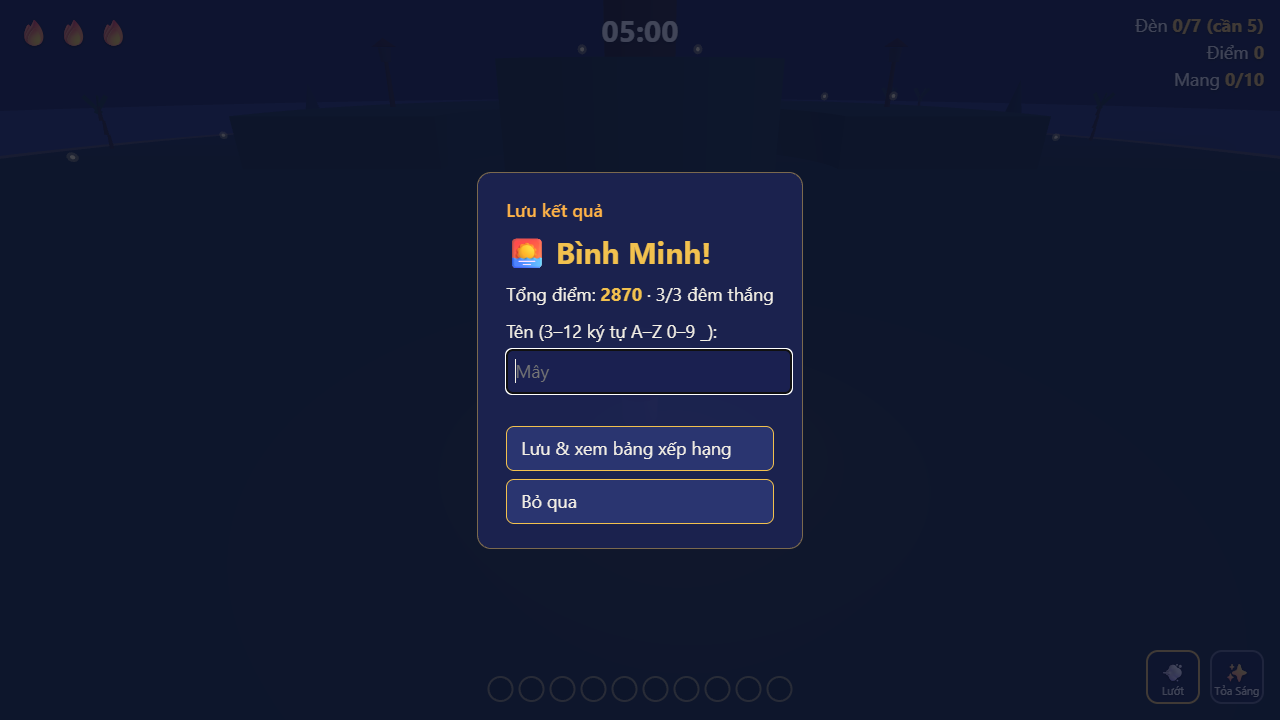 05:00
Đèn 0/7 (cần 5)
Điểm 0
Mang 0/10
Lưu kết quả
Bình Minh!
Tổng điểm: 2870 · 3/3 đêm thắng
Tên (3–12 ký tự A–Z 0–9 _):
Mây
Lưu & xem bảng xếp hạng
Bỏ qua
Lướt
Tỏa Sáng